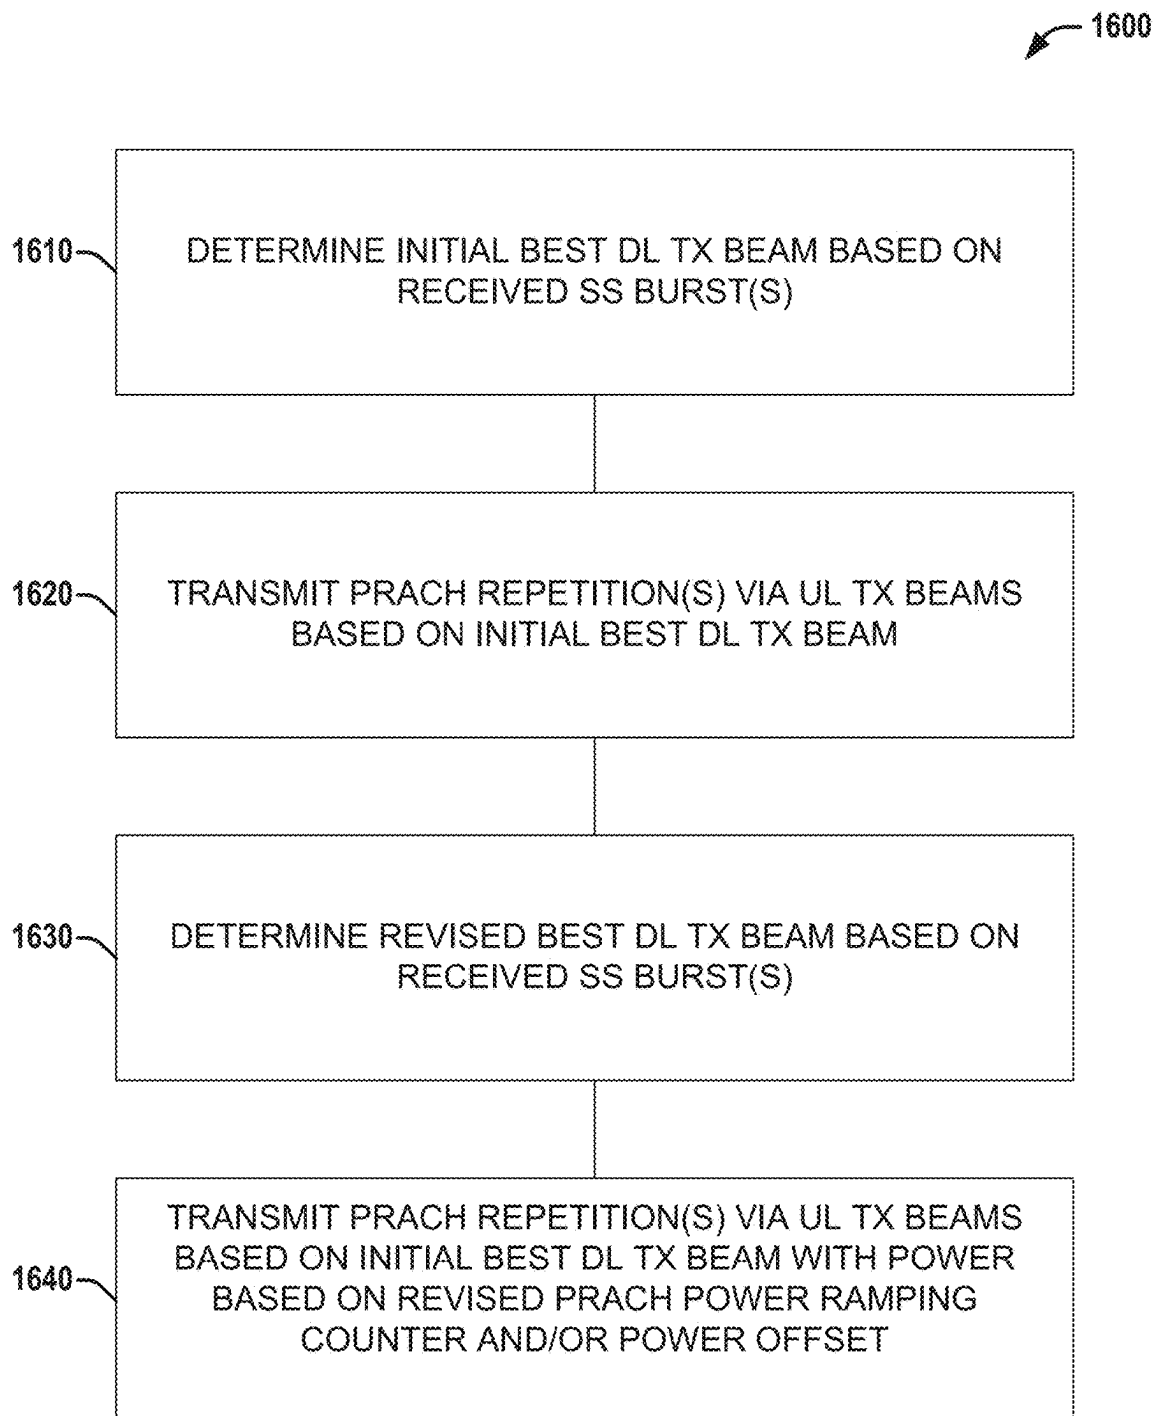 1600
1610
DETERMINE INITIAL BEST DL TX BEAM BASED ON
RECEIVED SS BURST(S)
1620
TRANSMIT PRACH REPETITION(S) VIA UL TX BEAMS
BASED ON INITIAL BEST DL TX BEAM
1630
DETERMINE REVISED BEST DL TX BEAM BASED ON
RECEIVED SS BURST(S)
1640
TRANSMIT PRACH REPETITION(S) VIA UL TX BEAMS
BASED ON INITIAL BEST DL TX BEAM WITH POWER
BASED ON REVISED PRACH POWER RAMPING
COUNTER AND/OR POWER OFFSET